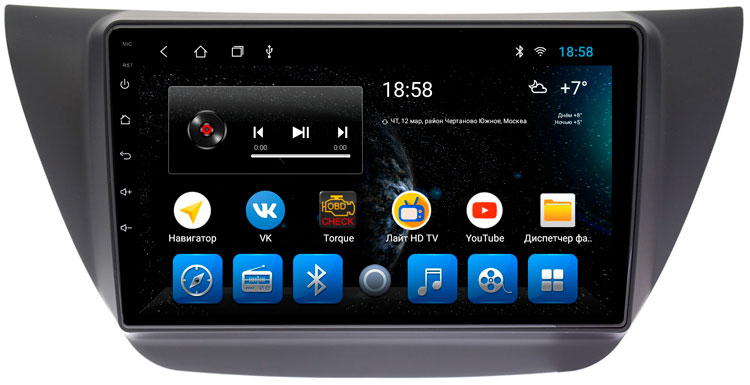 MIC
RST
18:58
18:58
+7°
ЧТ, 12 мар, район Чертаново Южное, Москва
Днём +8°
Ночью +5°
0:00
0:00
OBD
CHECK
Навигатор
VK
Torque
Лайт HD TV
YouTube
Диспетчер фа..